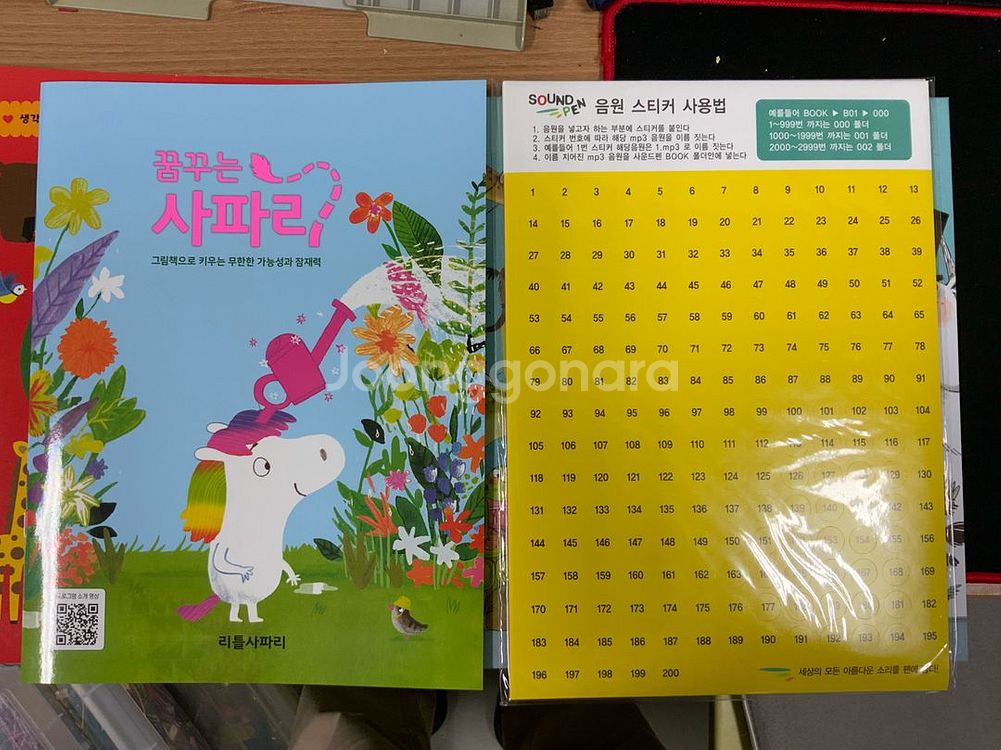 생각
꿈꾸는
사파리
그림책으로 키우는 무한한 가능성과 잠재력
로그램 소개 영상
리틀사파리
SOUND PEN 음원 스티커 사용법
1. 음원을 넣고자 하는 부분에 스티커를 붙인다
2. 스티커 번호에 따라 해당 mp3 음원을 이름 짓는다
3. 예를들어 1번 스티커 해당음원은 1.mp3 로 이름 짓는다
4. 이름 지어진 mp3 음원을 사운드펜 BOOK 폴더안에 넣는다
예를들어 BOOK ▶ B01 ▶ 000
1~999번 까지는 000 폴더
1000~1999번 까지는 001 폴더
2000~2999번 까지는 002 폴더
1 2 3 4 5 6 7 8 9 10 11 12 13
14 15 16 17 18 19 20 21 22 23 24 25 26
27 28 29 30 31 32 33 34 35 36 37 38 39
40 41 42 43 44 45 46 47 48 49 50 51 52
53 54 55 56 57 58 59 60 61 62 63 64 65
66 67 68 69 70 71 72 73 74 75 76 77 78
79 80 81 82 83 84 85 86 87 88 89 90 91
92 93 94 95 96 97 98 99 100 101 102 103 104
105 106 107 108 109 110 111 112 114 115 116 117
118 119 120 121 122 123 124 125 126 127 129 130
131 132 133 134 135 136 137 138 139 140 142 143
144 145 146 147 148 149 150 151 153 154 155 156
157 158 159 160 161 162 163 164 165 167 168 169
170 171 172 173 174 175 176 177 181 182
183 184 185 186 187 188 189 190 191 192 193 194 195
196 197 198 199 200
세상의 모든 아름다운 소리를 펜에
Joonggonara